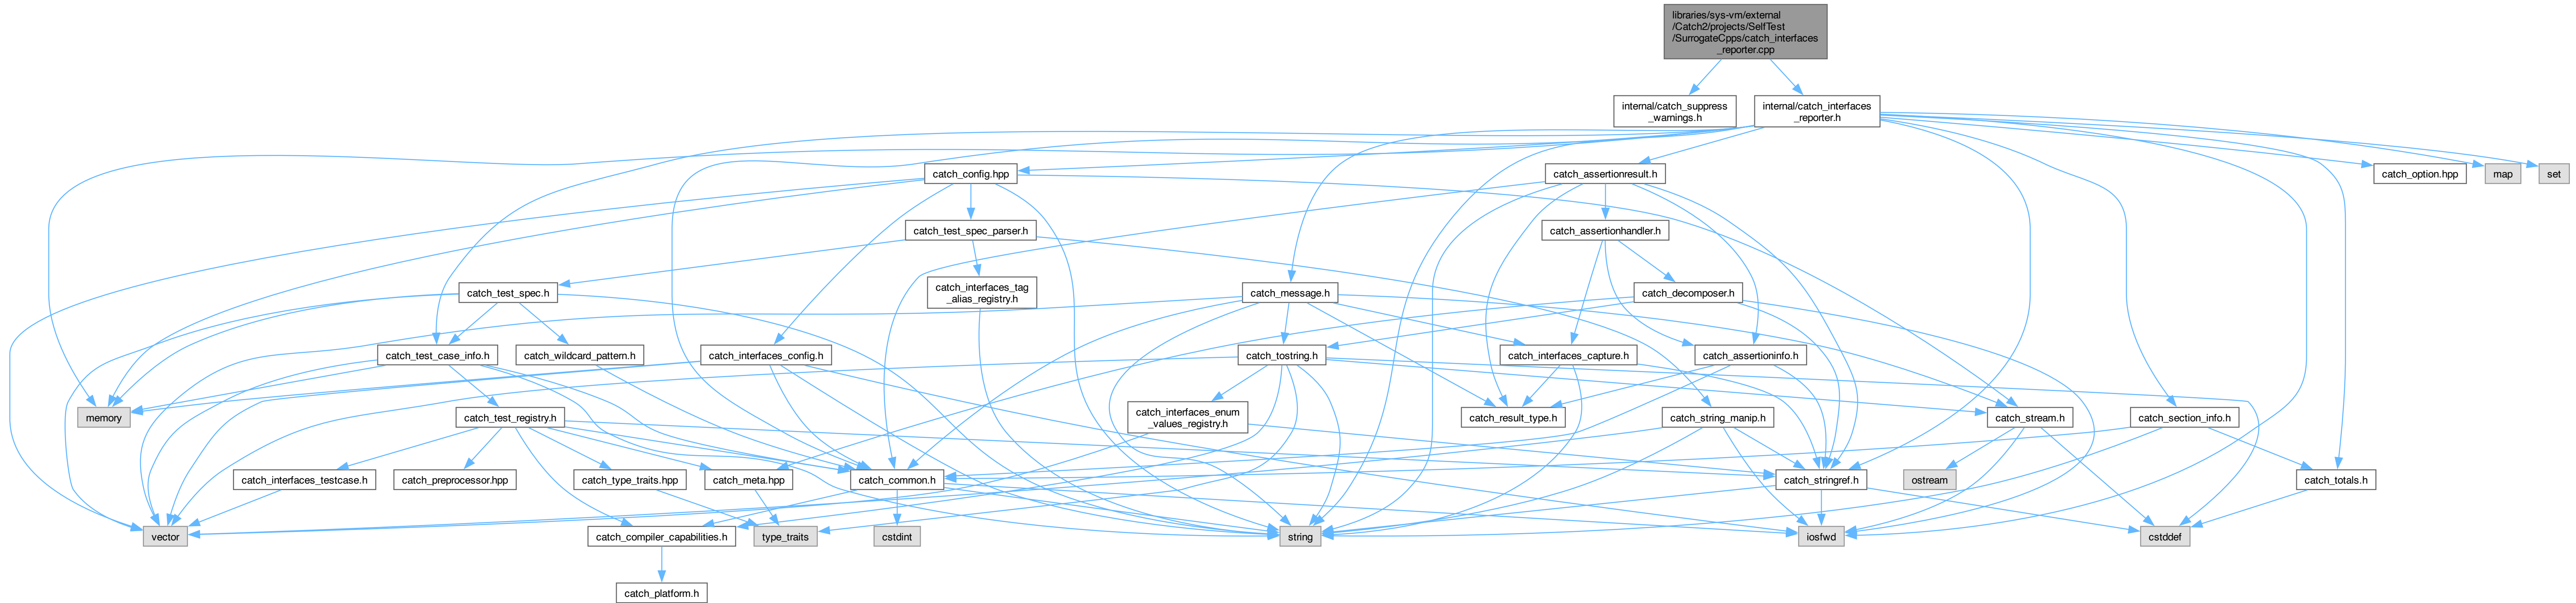 libraries/sys-vm/external
/Catch2/projects/SelfTest
/SurrogateCpps/catch_interfaces
_reporter.cpp
internal/catch_suppress
_warnings.h
internal/catch_interfaces
_reporter.h
catch_config.hpp
catch_assertionresult.h
catch_option.hpp
map
set
catch_test_spec_parser.h
catch_assertionhandler.h
catch_test_spec.h
catch_interfaces_tag
_alias_registry.h
catch_message.h
catch_decomposer.h
catch_test_case_info.h
catch_wildcard_pattern.h
catch_interfaces_config.h
catch_tostring.h
catch_interfaces_capture.h
catch_assertioninfo.h
memory
catch_test_registry.h
catch_interfaces_enum
_values_registry.h
catch_result_type.h
catch_string_manip.h
catch_stream.h
catch_section_info.h
catch_interfaces_testcase.h
catch_preprocessor.hpp
catch_type_traits.hpp
catch_meta.hpp
catch_common.h
catch_stringref.h
ostream
catch_totals.h
vector
catch_compiler_capabilities.h
type_traits
cstdint
string
iosfwd
cstddef
catch_platform.h